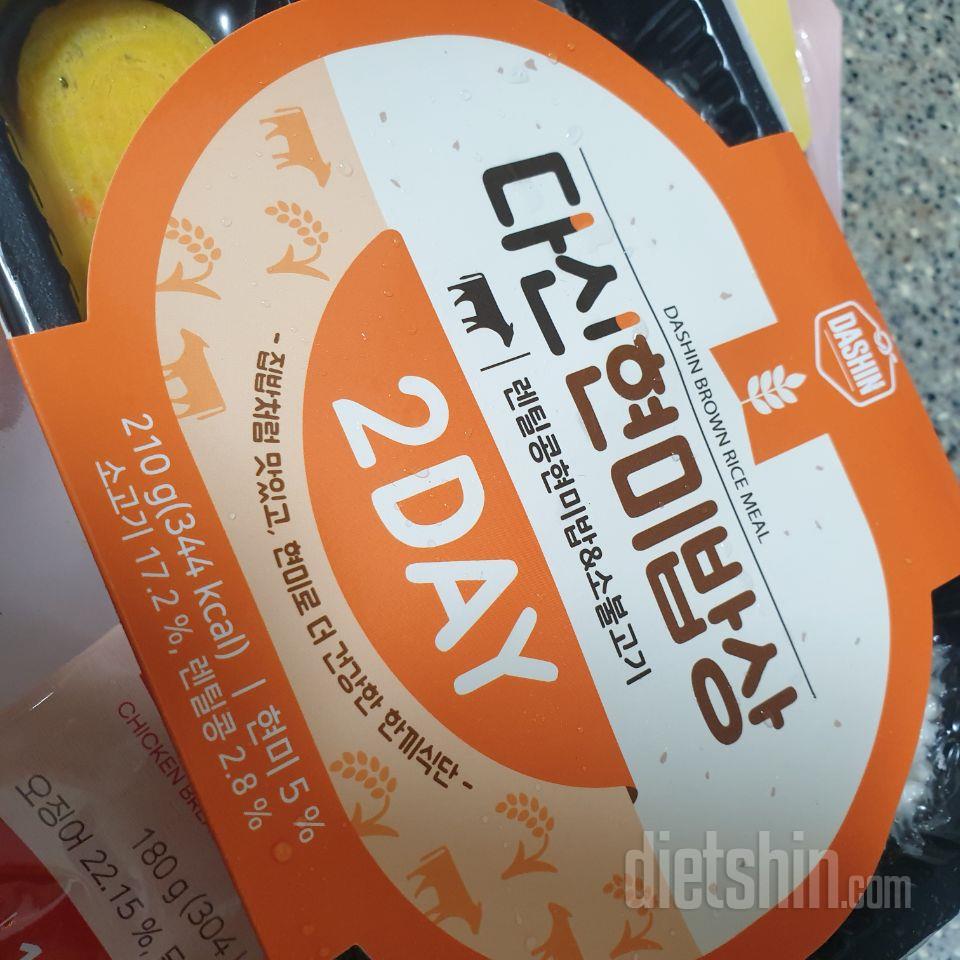 DASHIN
DASHIN BROWN RICE MEAL
다신현미밥상
렌틸콩현미밥&소불고기
2DAY
- 집밥처럼 맛있고, 현미로 더 건강한 한끼식단 -
210 g(344 kcal) | 현미 5 %
소고기 17.2 %, 렌틸콩 2.8 %
CHICKEN
180 g(304
오징어 22.15 %,
dietshin.com